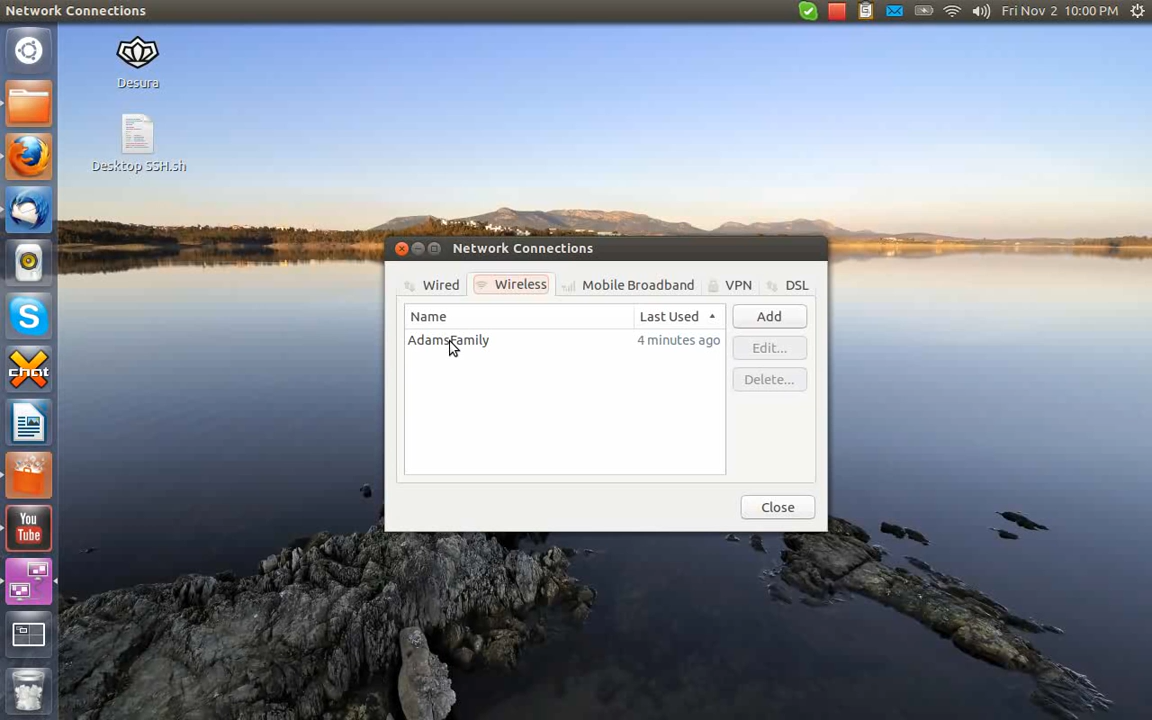 Network Connections
Fri Nov 2 10:00 PM
Desura
Desktop SSH.sh
Network Connections
Wired
Wireless
Mobile Broadband
VPN
DSL
Name
Last Used
Add
AdamsFamily
4 minutes ago
Edit...
Delete...
Close
S
chat
You
Tube